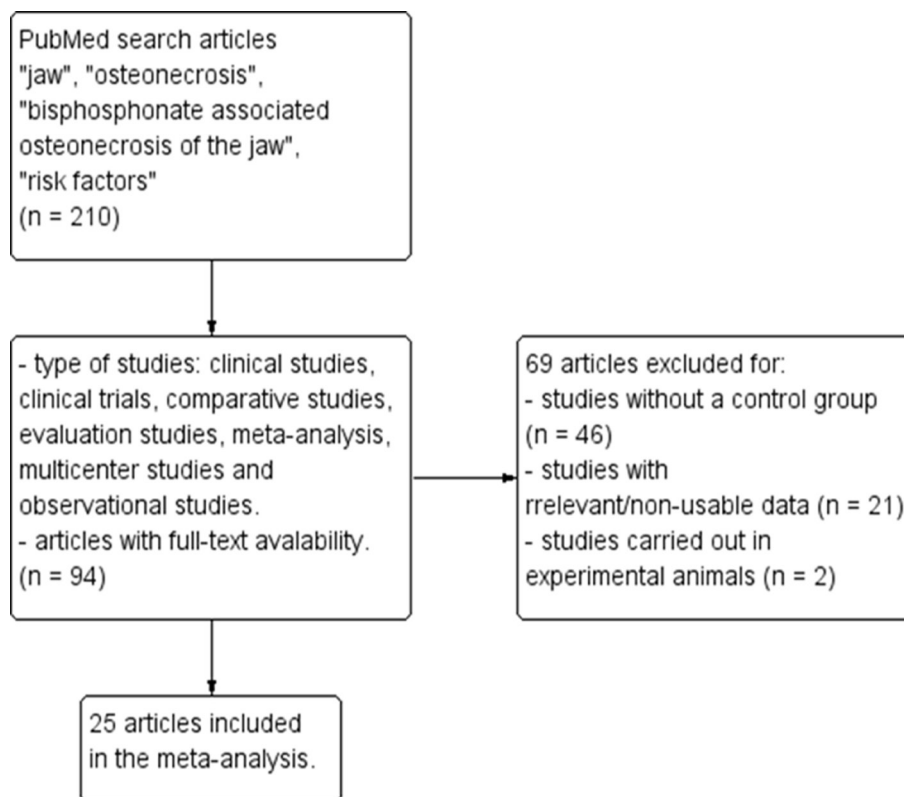 PubMed search articles
"jaw", "osteonecrosis",
"bisphosphonate associated
osteonecrosis of the jaw",
"risk factors"
(n = 210)
- type of studies: clinical studies,
clinical trials, comparative studies,
evaluation studies, meta-analysis,
multicenter studies and
observational studies.
- articles with full-text avalability.
(n = 94)
69 articles excluded for:
- studies without a control group
(n = 46)
- studies with
rrelevant/non-usable data (n = 21)
- studies carried out in
experimental animals (n = 2)
25 articles included
in the meta-analysis.